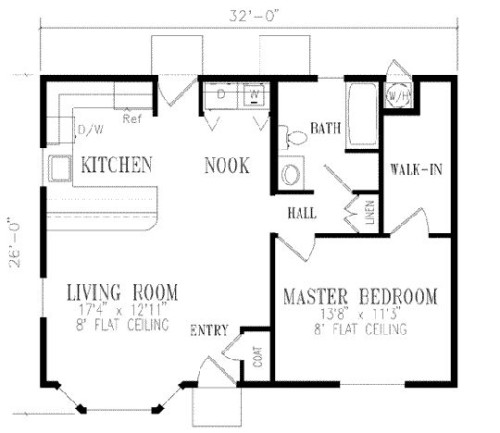 32'-0"
W/H
D
W
Ref
D/W
BATH
KITCHEN
NOOK
WALK-IN
HALL
LINEN
26'-0"
LIVING ROOM
17'4" x 12'11"
8' FLAT CEILING
MASTER BEDROOM
13'8" x 11'3"
8' FLAT CEILING
ENTRY
COAT